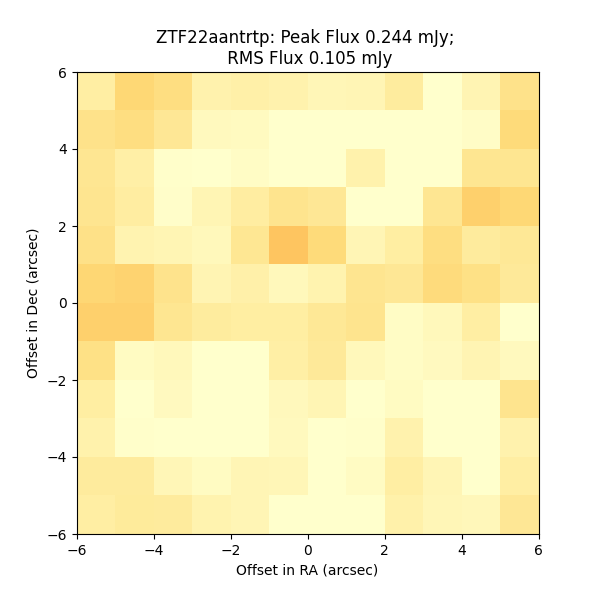 ZTF22aantrtp: Peak Flux 0.244 mJy;
RMS Flux 0.105 mJy
6
4
2
0
−2
−4
−6
Offset in Dec (arcsec)
−6 −4 −2 0 2 4 6
Offset in RA (arcsec)